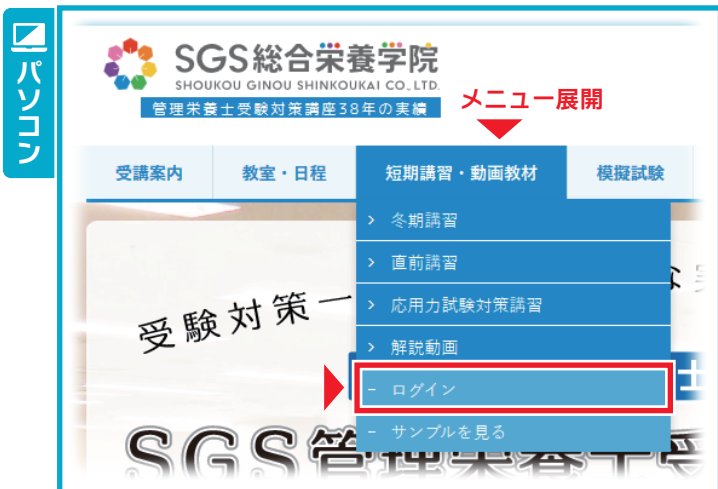 パソコン
SGS総合栄養学院
SHOUKOU GINOU SHINKOUKAI CO.,LTD.
管理栄養士受験対策講座38年の実績
メニュー展開
受講案内
教室・日程
短期講習・動画教材
模擬試験
> 冬期講習
> 直前講習
> 応用力試験対策講習
> 解説動画
- ログイン
- サンプルを見る
受験対策一
な
士
SGS管理栄養士受